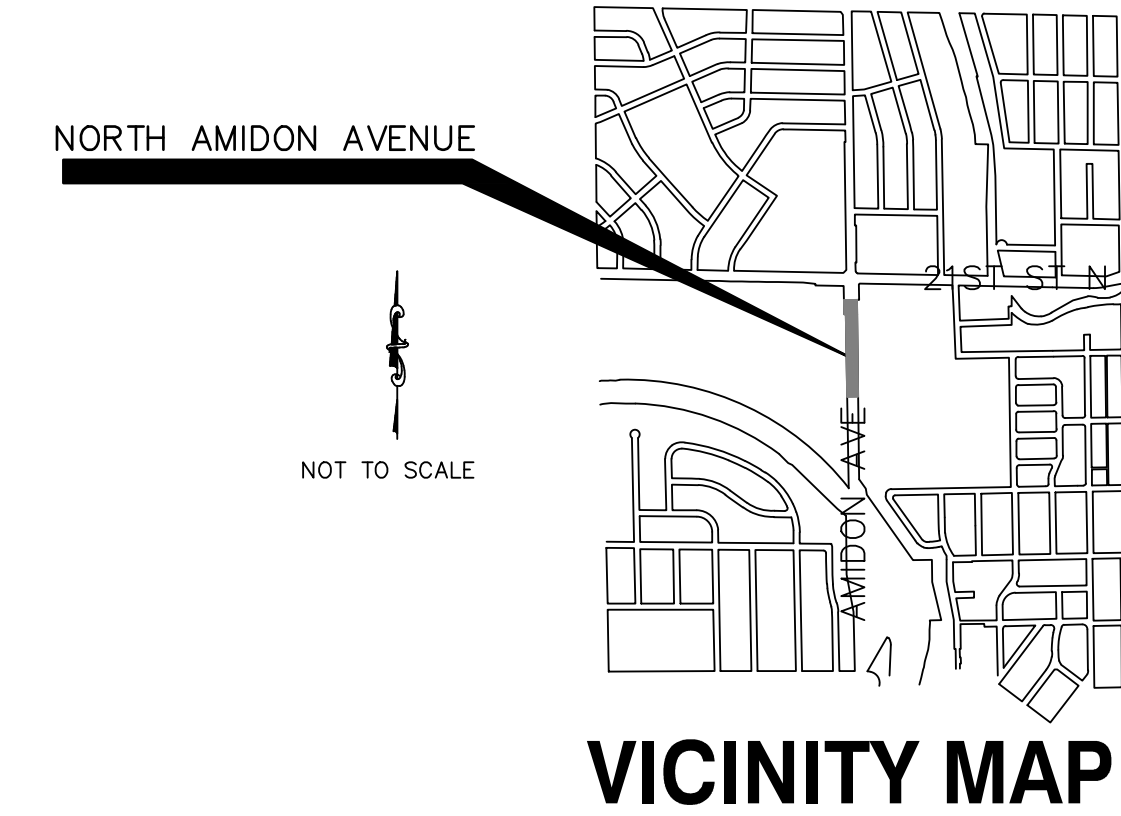 NORTH AMIDON AVENUE
21ST ST N
NOT TO SCALE
AMIDON AVE
VICINITY MAP